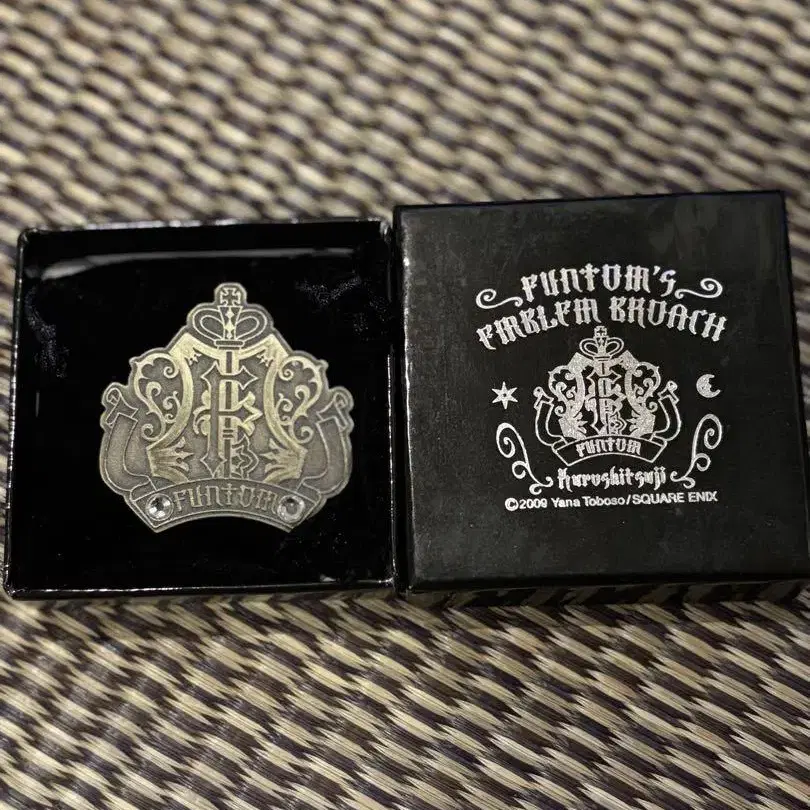 FUNTOM
FUNTOM'S
EMBLEM BROACH
FUNTOM
Kuroshitsuji
©2009 Yana Toboso/SQUARE ENIX